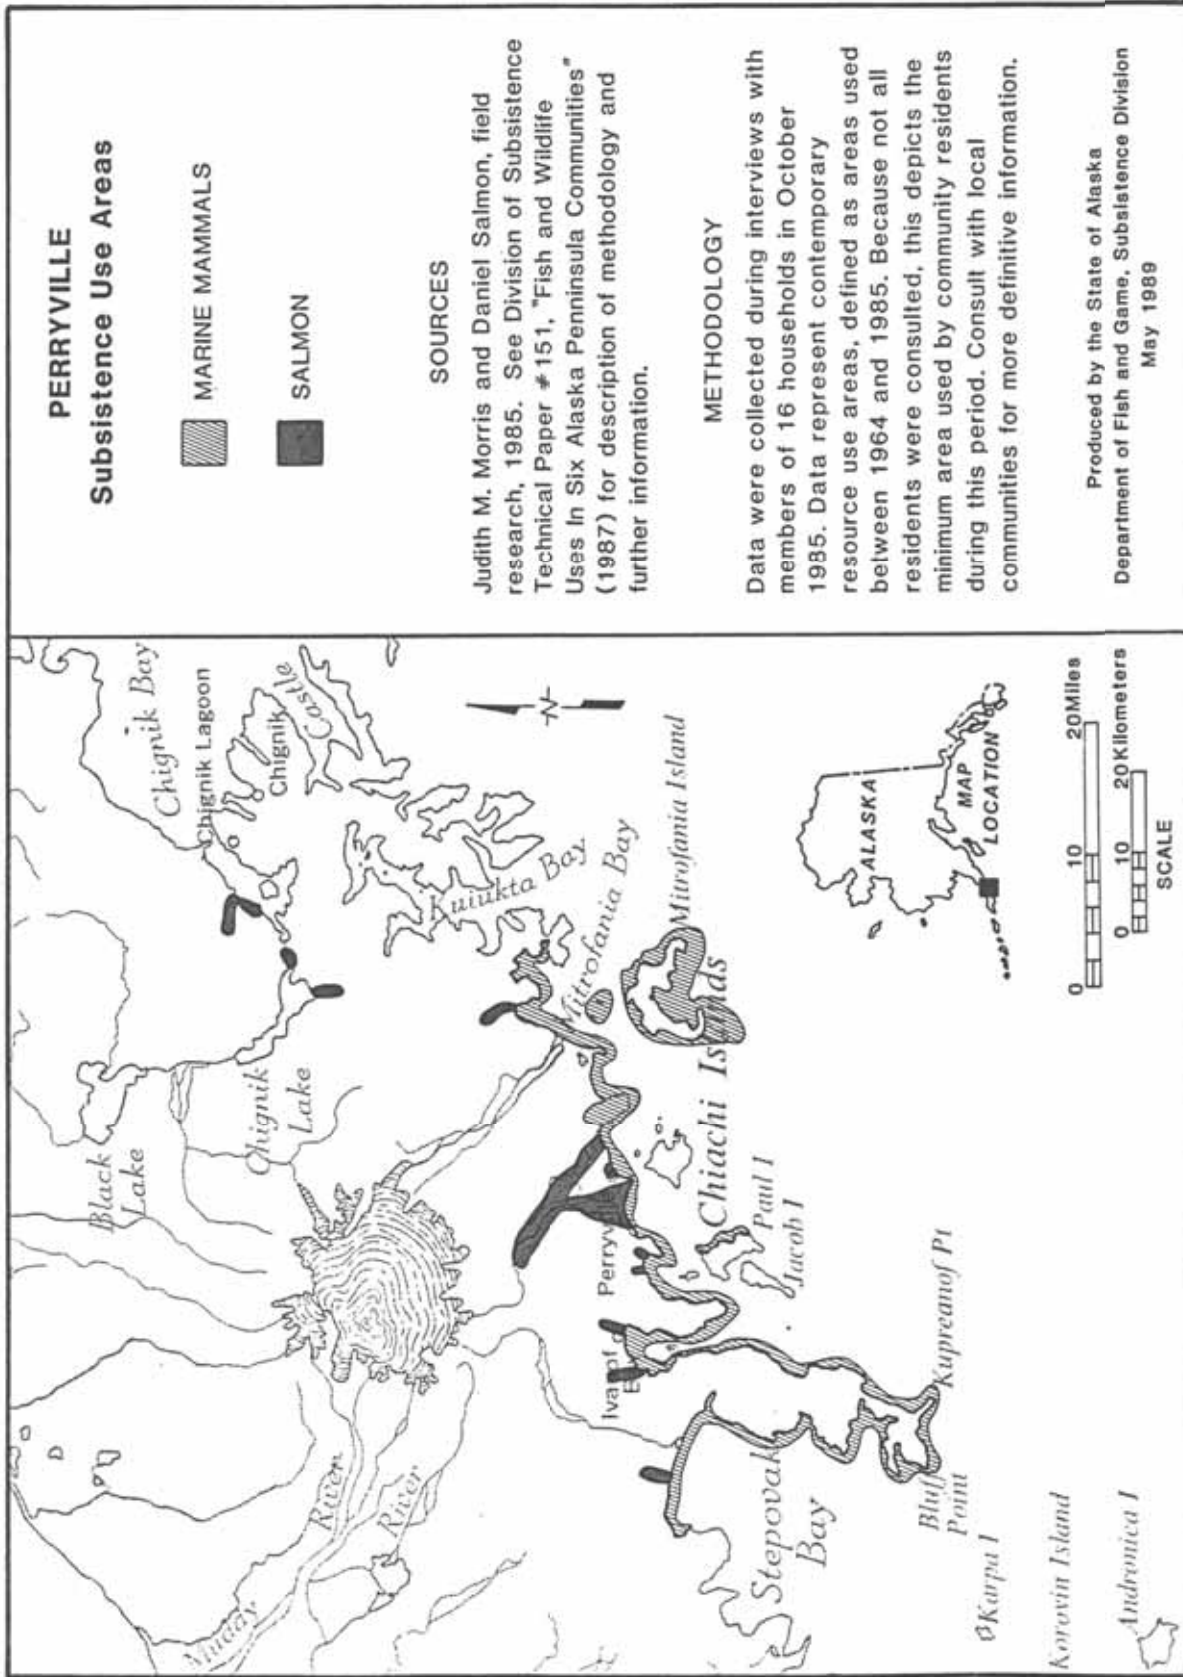 PERRYVILLE
Subsistence Use Areas
MARINE MAMMALS
SALMON
SOURCES
Judith M. Morris and Daniel Salmon, field
research, 1985. See Division of Subsistence
Technical Paper #151, "Fish and Wildlife
Uses In Six Alaska Penninsula Communities"
(1987) for description of methodology and
further information.
METHODOLOGY
Data were collected during interviews with
members of 16 households in October
1985. Data represent contemporary
resource use areas, defined as areas used
between 1964 and 1985. Because not all
residents were consulted, this depicts the
minimum area used by community residents
during this period. Consult with local
communities for more definitive information.
Produced by the State of Alaska
Department of Fish and Game, Subsistence Division
May 1989
Chignik Bay
Chignik Lagoon
Chignik
Castle
Black
Lake
Chignik
Lake
Kuiukta Bay
Mitrofania Bay
Mitrofania Island
Chiachi Islands
Paul I
Jacob I
Perryv
Ivanof
Kupreanof Pt
Stepovak
Bay
Bluff
Point
Karpa I
Korovin Island
Andronica I
Muddy
River
River
N
ALASKA
MAP
LOCATION
0 10 20 Miles
0 10 20 Kilometers
SCALE